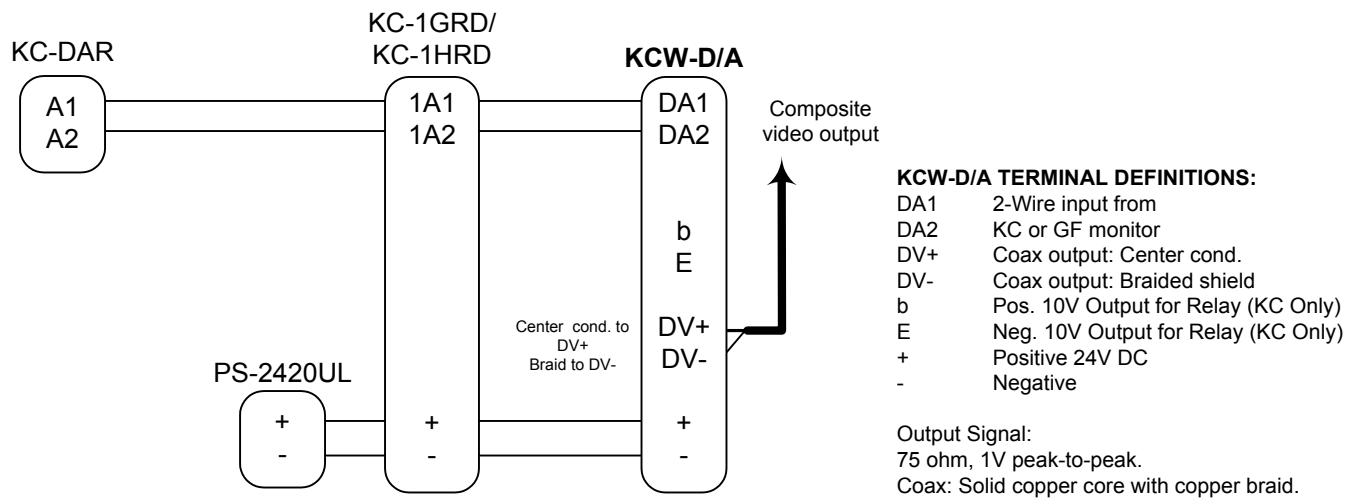 KC-DAR
A1
A2
KC-1GRD/
KC-1HRD
1A1
1A2
+
-
KCW-D/A
DA1
DA2
b
E
DV+
DV-
+
-
Composite
video output
Center cond. to
DV+
Braid to DV-
PS-2420UL
+
-
KCW-D/A TERMINAL DEFINITIONS:
DA1 2-Wire input from
DA2 KC or GF monitor
DV+ Coax output: Center cond.
DV- Coax output: Braided shield
b Pos. 10V Output for Relay (KC Only)
E Neg. 10V Output for Relay (KC Only)
+ Positive 24V DC
- Negative
Output Signal:
75 ohm, 1V peak-to-peak.
Coax: Solid copper core with copper braid.